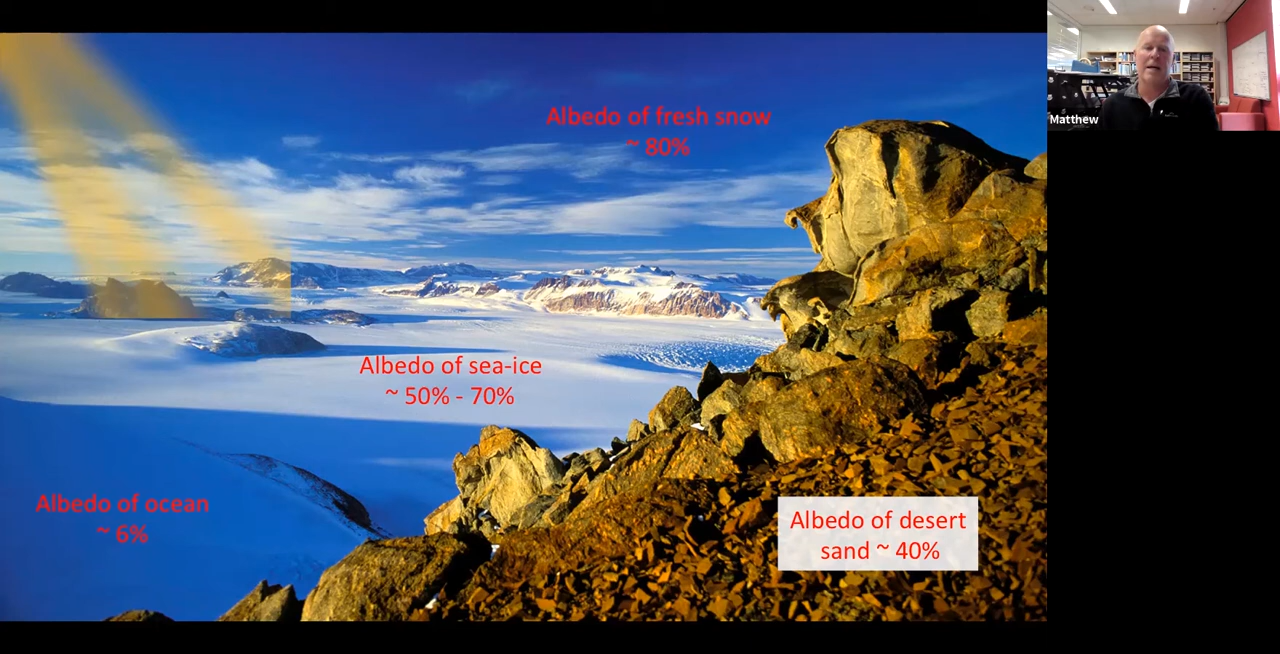 Albedo of fresh snow
~ 80%
Matthew
Albedo of sea-ice
~ 50% - 70%
Albedo of ocean
~ 6%
Albedo of desert
sand ~ 40%